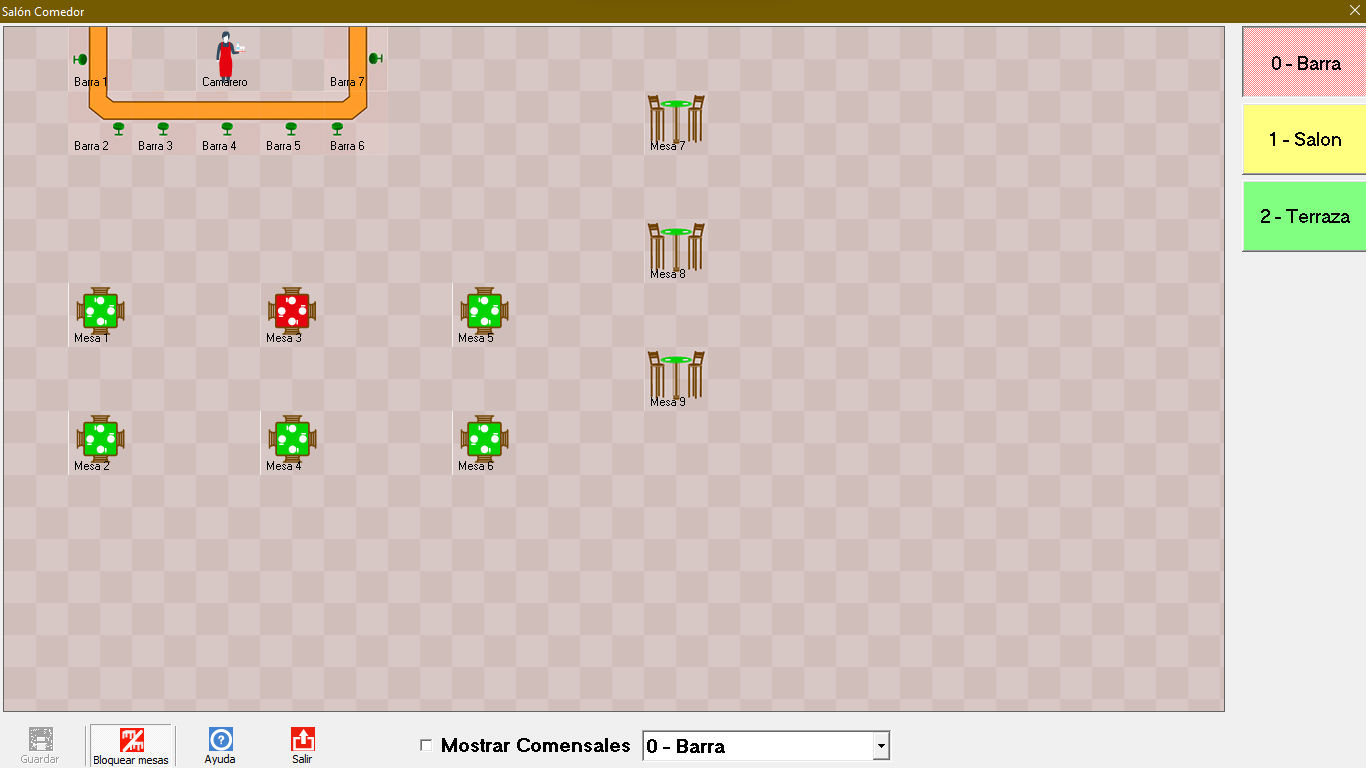 Salón Comedor
Barra 1
Camarero
Barra 7
Barra 2
Barra 3
Barra 4
Barra 5
Barra 6
Mesa 7
Mesa 8
Mesa 1
Mesa 3
Mesa 5
Mesa 9
Mesa 2
Mesa 4
Mesa 6
0 - Barra
1 - Salon
2 - Terraza
Guardar
Bloquear mesas
Ayuda
Salir
Mostrar Comensales
0 - Barra